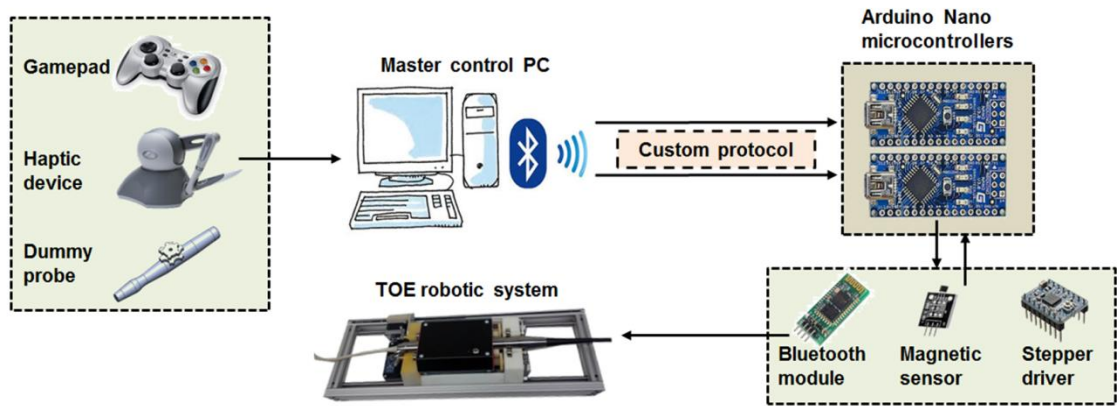 Gamepad
Haptic
device
Dummy
probe
Master control PC
Custom protocol
Arduino Nano
microcontrollers
TOE robotic system
Bluetooth
module
Magnetic
sensor
Stepper
driver